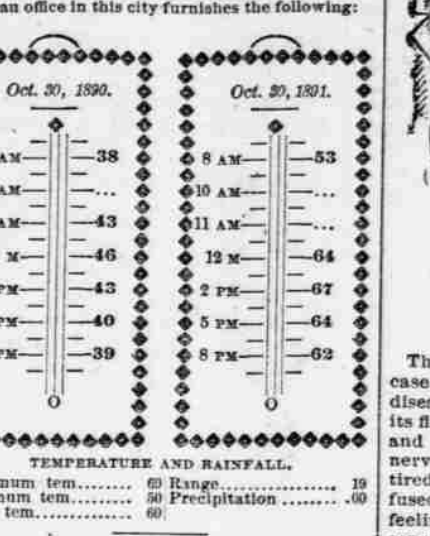 an office in this city furnishes the following:
Oct. 30, 1890.
AM 38
AM ...
AM 43
M 46
PM 43
PM 40
PM 39
O
Oct. 30, 1891.
8 AM 53
10 AM ...
11 AM ...
12 M 64
2 PM 67
5 PM 64
8 PM 62
O
TEMPERATURE AND RAINFALL.
num tem........ 69 Range................. 19
num tem........ 50 Precipitation ........ .00
tem............. 60
Th
case
dise
its fl
and
nerv
tired
fused
feelin